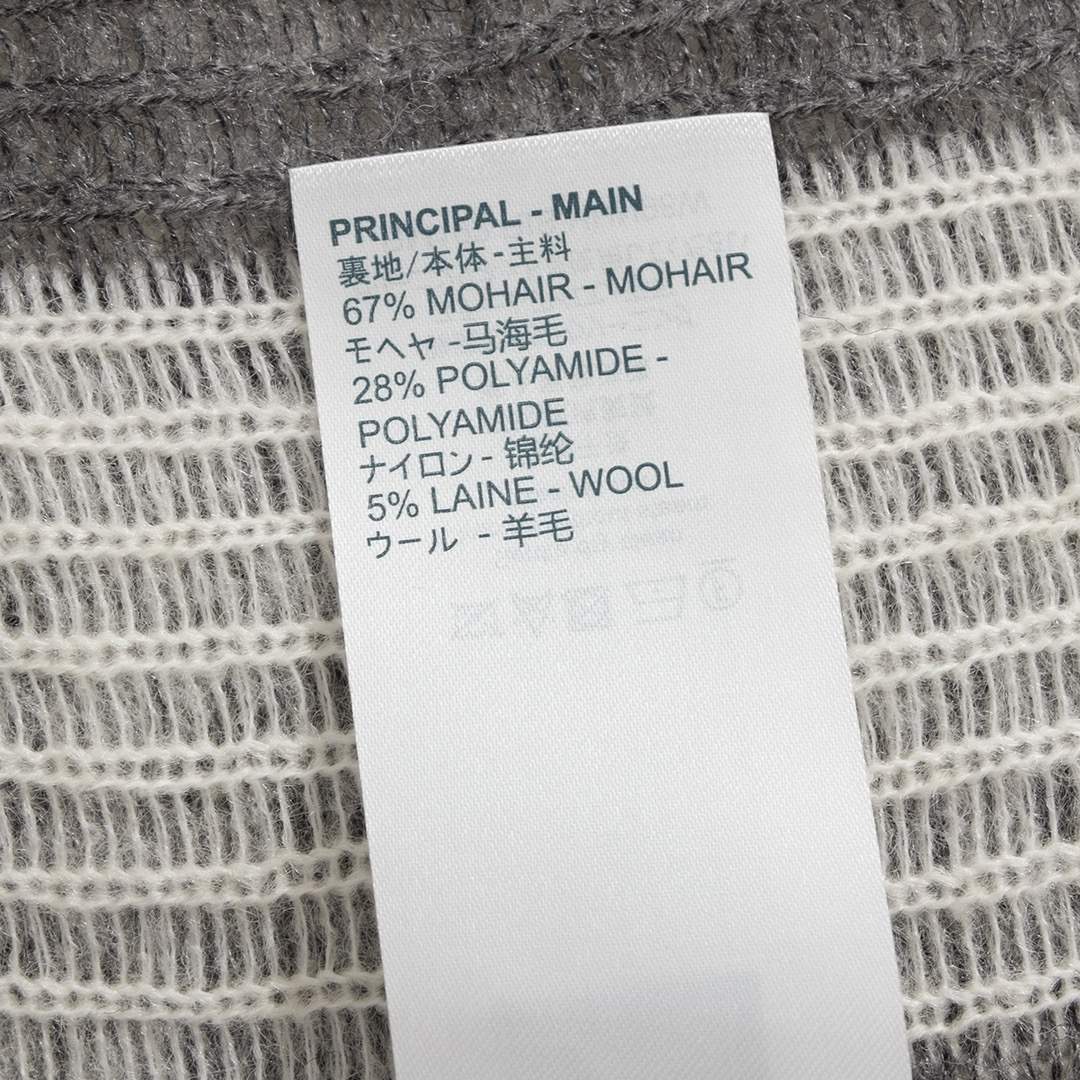 PRINCIPAL - MAIN
裏地/本体-主料
67% MOHAIR - MOHAIR
モヘヤ -马海毛
28% POLYAMIDE -
POLYAMIDE
ナイロン - 锦纶
5% LAINE - WOOL
ウール - 羊毛